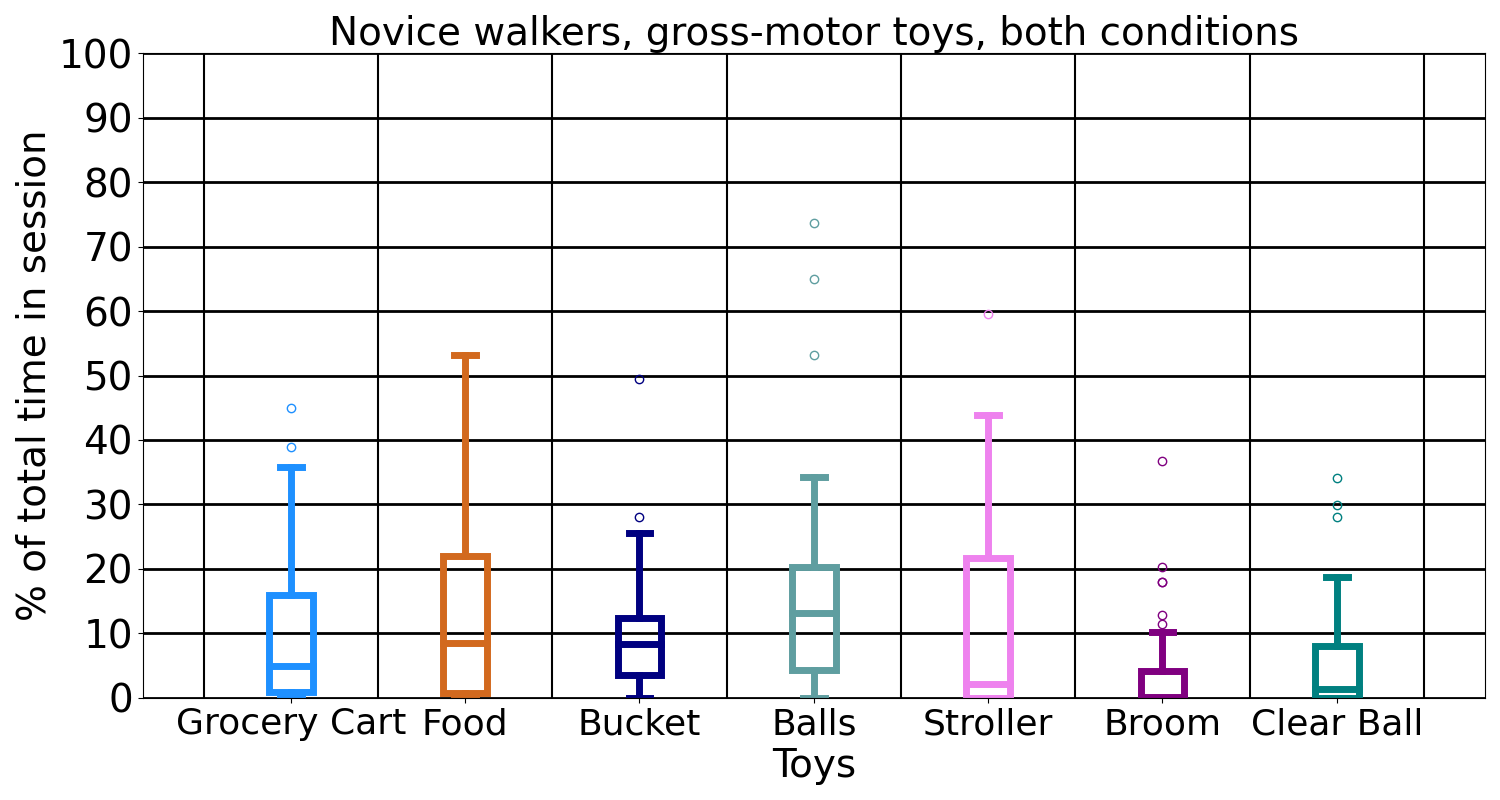 Novice walkers, gross-motor toys, both conditions
100
90
80
70
60
50
40
30
20
10
0
% of total time in session
Grocery Cart Food Bucket Balls Stroller Broom Clear Ball
Toys